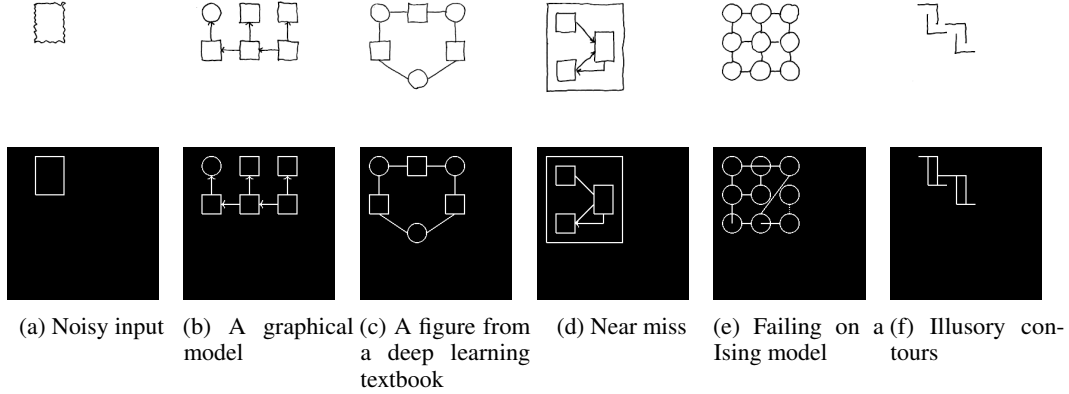 (a) Noisy input
(b) A graphical
model
(c) A figure from
a deep learning
textbook
(d) Near miss
(e) Failing on a
Ising model
(f) Illusory con-
tours